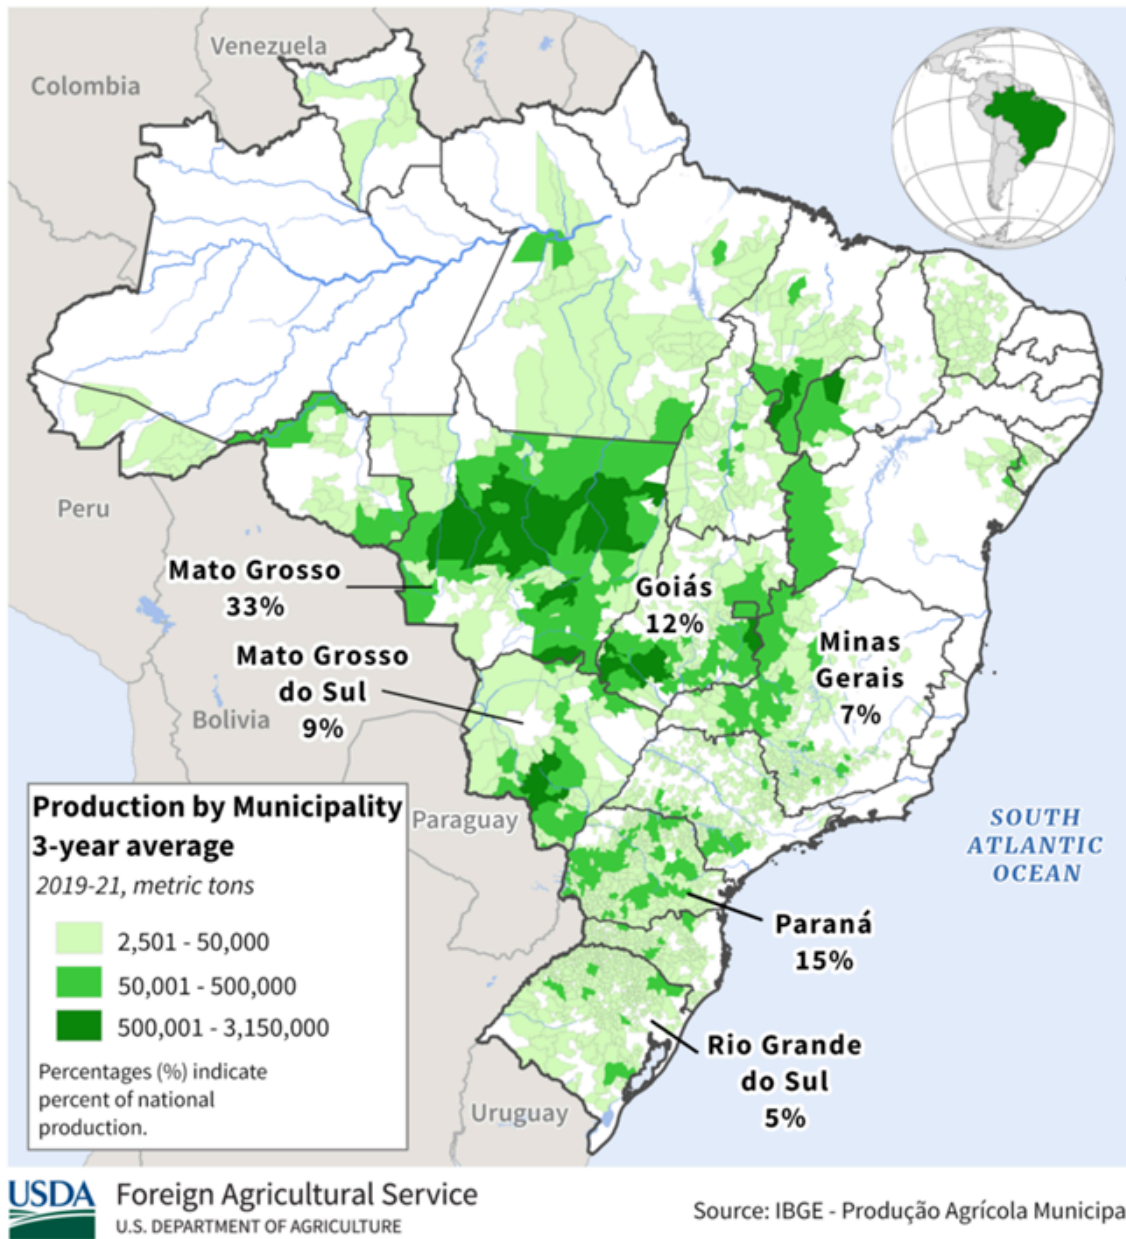 Venezuela
Colombia
Peru
Mato Grosso
33%
Goiás
12%
Mato Grosso
do Sul
9%
Minas
Gerais
7%
Bolivia
Production by Municipality
3-year average
2019-21, metric tons
2,501 - 50,000
50,001 - 500,000
500,001 - 3,150,000
Percentages (%) indicate
percent of national
production.
Paraguay
SOUTH
ATLANTIC
OCEAN
Paraná
15%
Rio Grande
do Sul
5%
Uruguay
USDA
Foreign Agricultural Service
U.S. DEPARTMENT OF AGRICULTURE
Source: IBGE - Produção Agrícola Municipa